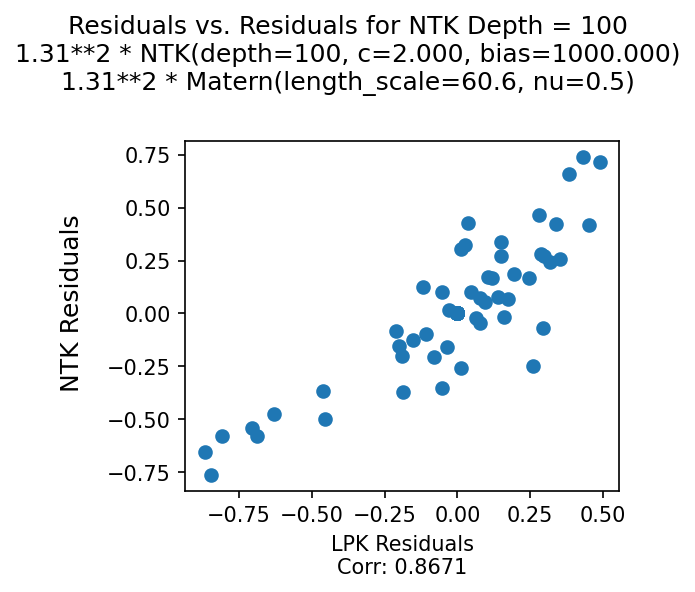 Residuals vs. Residuals for NTK Depth = 100
1.31**2 * NTK(depth=100, c=2.000, bias=1000.000)
1.31**2 * Matern(length_scale=60.6, nu=0.5)
0.75
0.50
0.25
0.00
−0.25
−0.50
−0.75
NTK Residuals
−0.75 −0.50 −0.25 0.00 0.25 0.50
LPK Residuals
Corr: 0.8671